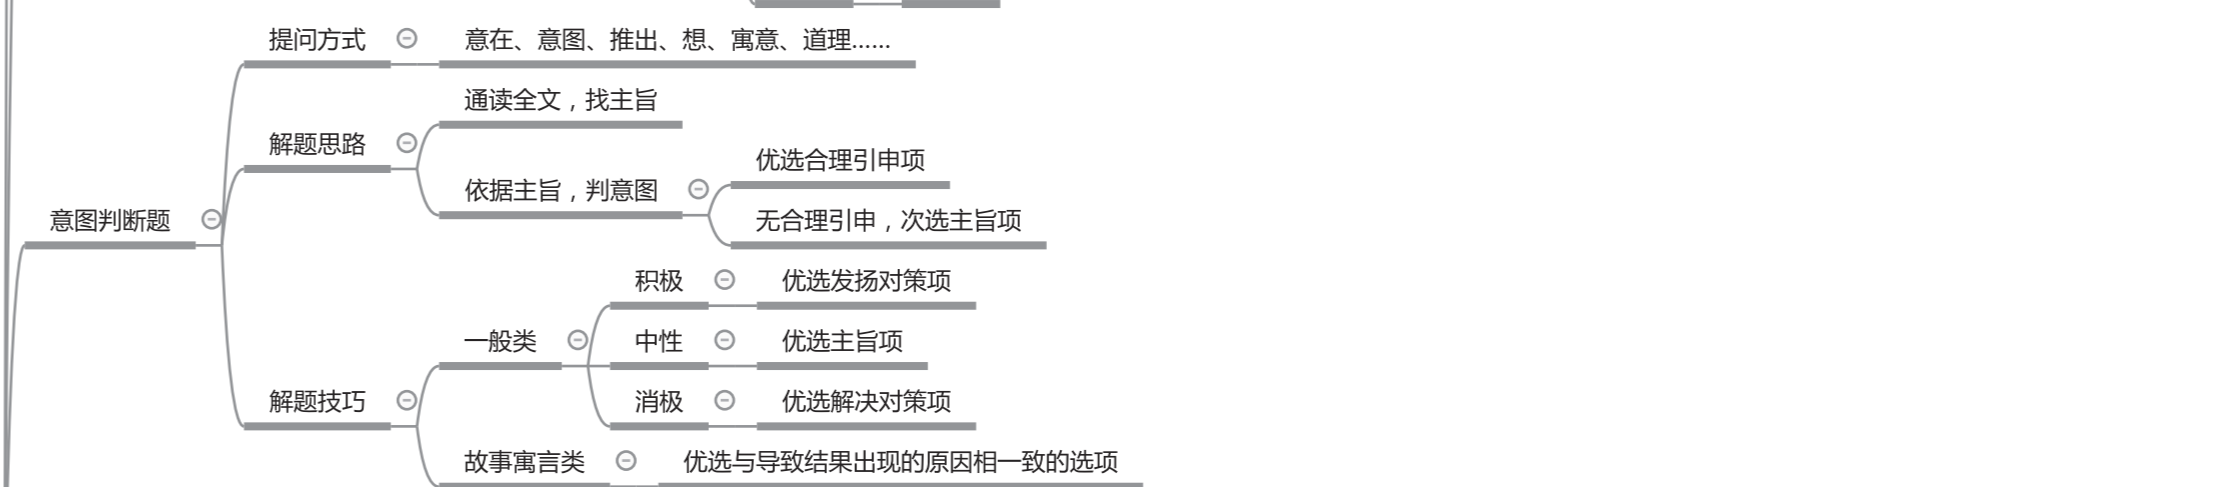 提问方式
意在、意图、推出、想、寓意、道理……
通读全文，找主旨
解题思路
优选合理引申项
依据主旨，判意图
无合理引申，次选主旨项
意图判断题
积极
优选发扬对策项
一般类
中性
优选主旨项
消极
优选解决对策项
解题技巧
故事寓言类
优选与导致结果出现的原因相一致的选项